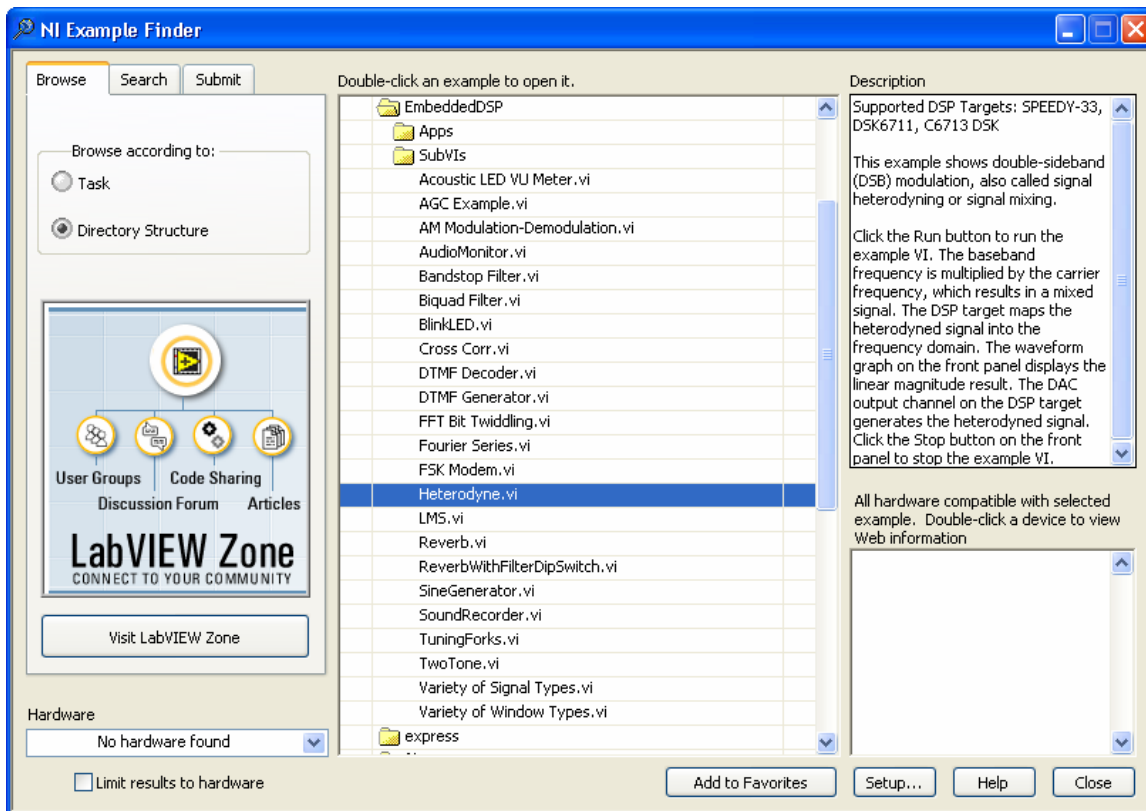 NI Example Finder
Browse
Search
Submit
Browse according to:
Task
Directory Structure
User Groups
Code Sharing
Discussion Forum
Articles
LabVIEW Zone
CONNECT TO YOUR COMMUNITY
Visit LabVIEW Zone
Hardware
No hardware found
Limit results to hardware
Double-click an example to open it.
EmbeddedDSP
Apps
SubVIs
Acoustic LED VU Meter.vi
AGC Example.vi
AM Modulation-Demodulation.vi
AudioMonitor.vi
Bandstop Filter.vi
Biquad Filter.vi
BlinkLED.vi
Cross Corr.vi
DTMF Decoder.vi
DTMF Generator.vi
FFT Bit Twiddling.vi
Fourier Series.vi
FSK Modem.vi
Heterodyne.vi
LMS.vi
Reverb.vi
ReverbWithFilterDipSwitch.vi
SineGenerator.vi
SoundRecorder.vi
TuningForks.vi
TwoTone.vi
Variety of Signal Types.vi
Variety of Window Types.vi
express
Description
Supported DSP Targets: SPEEDY-33,
DSK6711, C6713 DSK
This example shows double-sideband
(DSB) modulation, also called signal
heterodyning or signal mixing.
Click the Run button to run the
example VI. The baseband
frequency is multiplied by the carrier
frequency, which results in a mixed
signal. The DSP target maps the
heterodyned signal into the
frequency domain. The waveform
graph on the front panel displays the
linear magnitude result. The DAC
output channel on the DSP target
generates the heterodyned signal.
Click the Stop button on the front
panel to stop the example VI.
All hardware compatible with selected
example. Double-click a device to view
Web information
Add to Favorites
Setup...
Help
Close